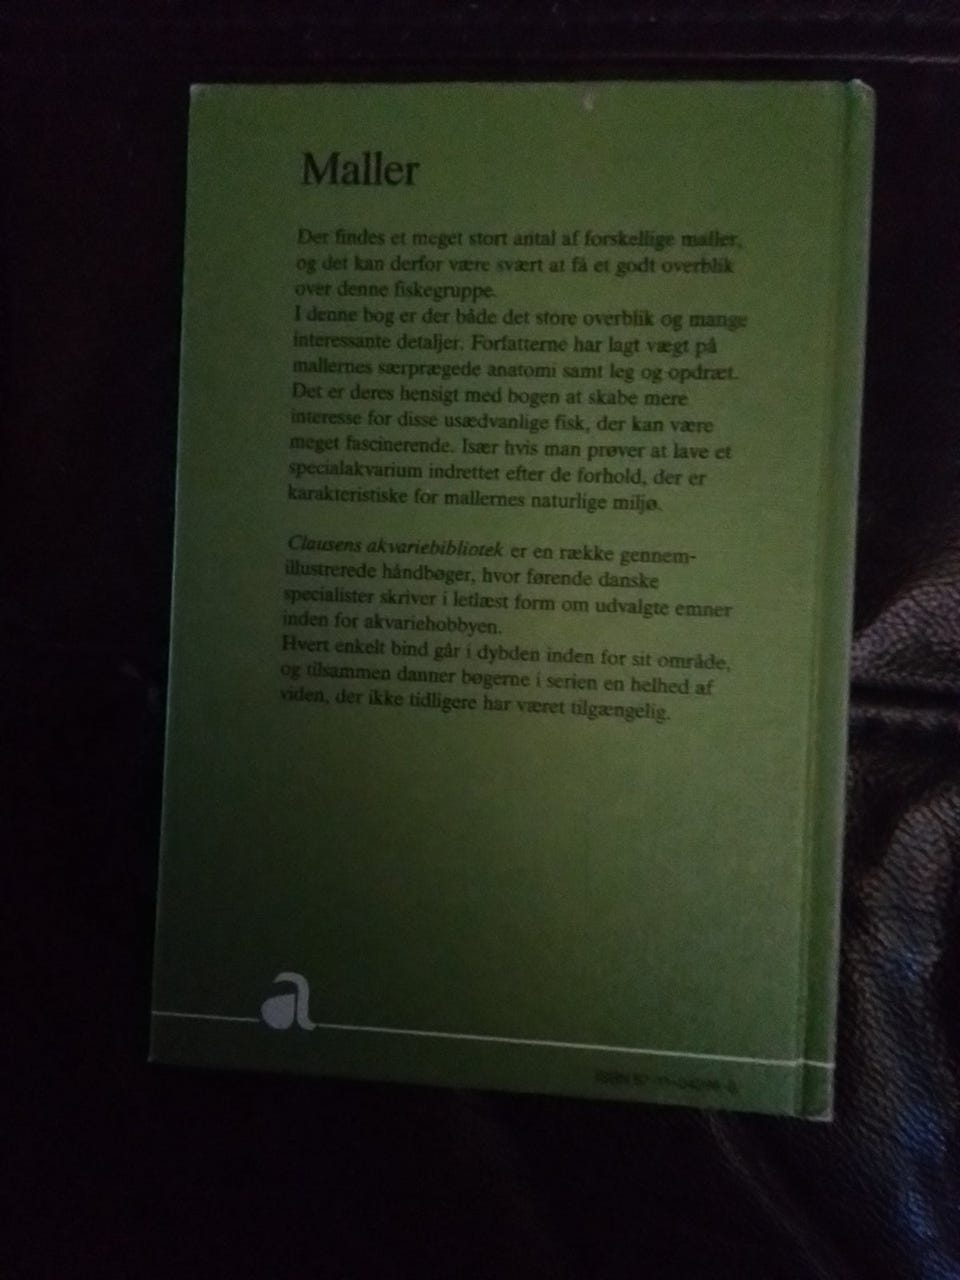 Maller
Der findes et meget stort antal af forskellige maller,
og det kan derfor være svært at få et godt overblik
over denne fiskegruppe.
I denne bog er der både det store overblik og mange
interessante detaljer. Forfatterne har lagt vægt på
mallernes særprægede anatomi samt leg og opdræt.
Det er deres hensigt med bogen at skabe mere
interesse for disse usædvanlige fisk, der kan være
meget fascinerende. Især hvis man prøver at lave et
specialakvarium indrettet efter de forhold, der er
karakteristiske for mallernes naturlige miljø.
Clausens akvariebibliotek er en række gennem-
illustrerede håndbøger, hvor førende danske
specialister skriver i letlæst form om udvalgte emner
inden for akvariehobbyen.
Hvert enkelt bind går i dybden inden for sit område,
og tilsammen danner bøgerne i serien en helhed af
viden, der ikke tidligere har været tilgængelig.
a
ISBN